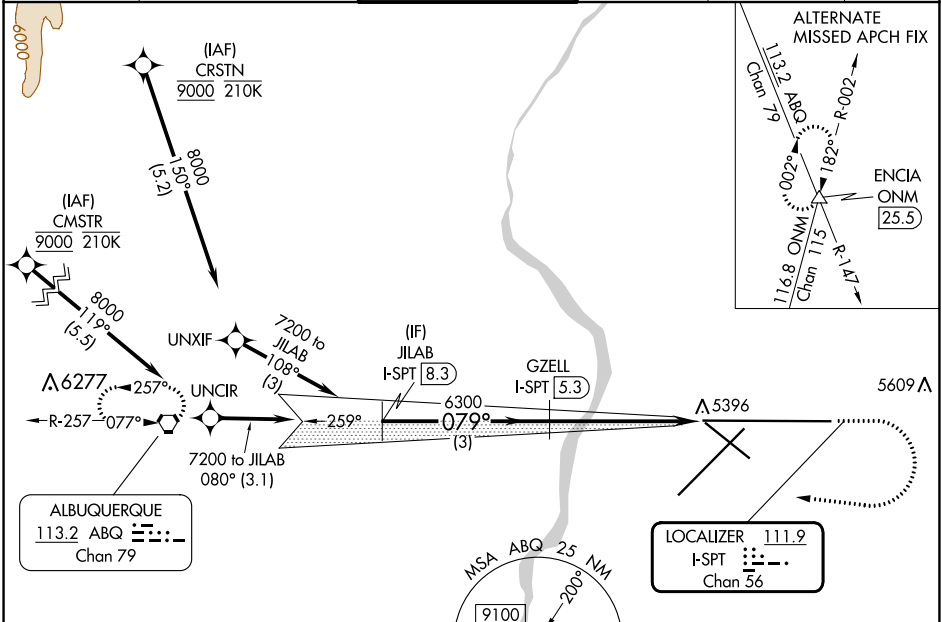 6000
(IAF)
CRSTN
9000 210K
8000
150°
(5.2)
(IAF)
CMSTR
9000 210K
8000
119°
(5.5)
UNXIF
7200 to
JILAB
108°
(3)
(IF)
JILAB
I-SPT 8.3
GZELL
I-SPT 5.3
6277
257°
R-257
077°
UNCIR
259°
6300
079°
(3)
5396
5609
7200 to JILAB
080° (3.1)
ALBUQUERQUE
113.2 ABQ
Chan 79
LOCALIZER 111.9
I-SPT
Chan 56
MSA ABQ 25 NM
200°
9100
ALTERNATE
MISSED APCH FIX
113.2 ABQ
Chan 79
R-002
002°
182°
ENCIA
ONM
25.5
116.8 ONM
Chan 115
R-147